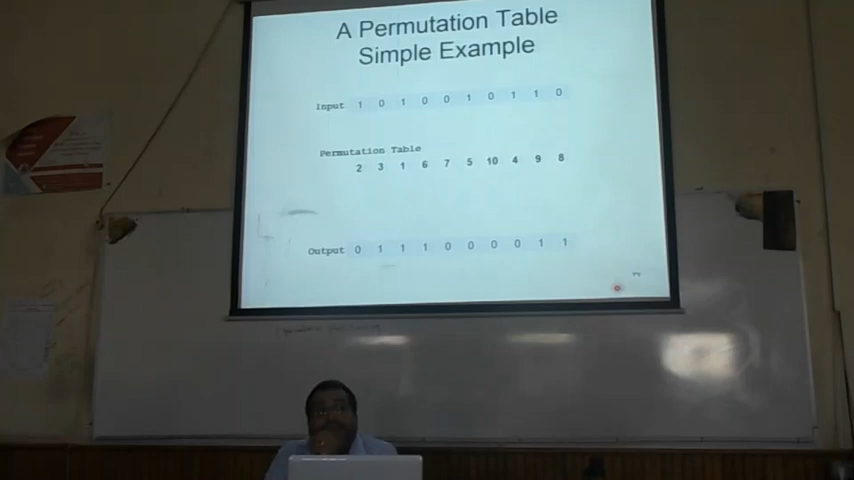 A Permutation Table
Simple Example
Input 1 0 1 0 0 1 0 1 1 0
Permutation Table
2 3 1 6 7 5 10 4 9 8
Output 0 1 1 1 0 0 0 0 1 1